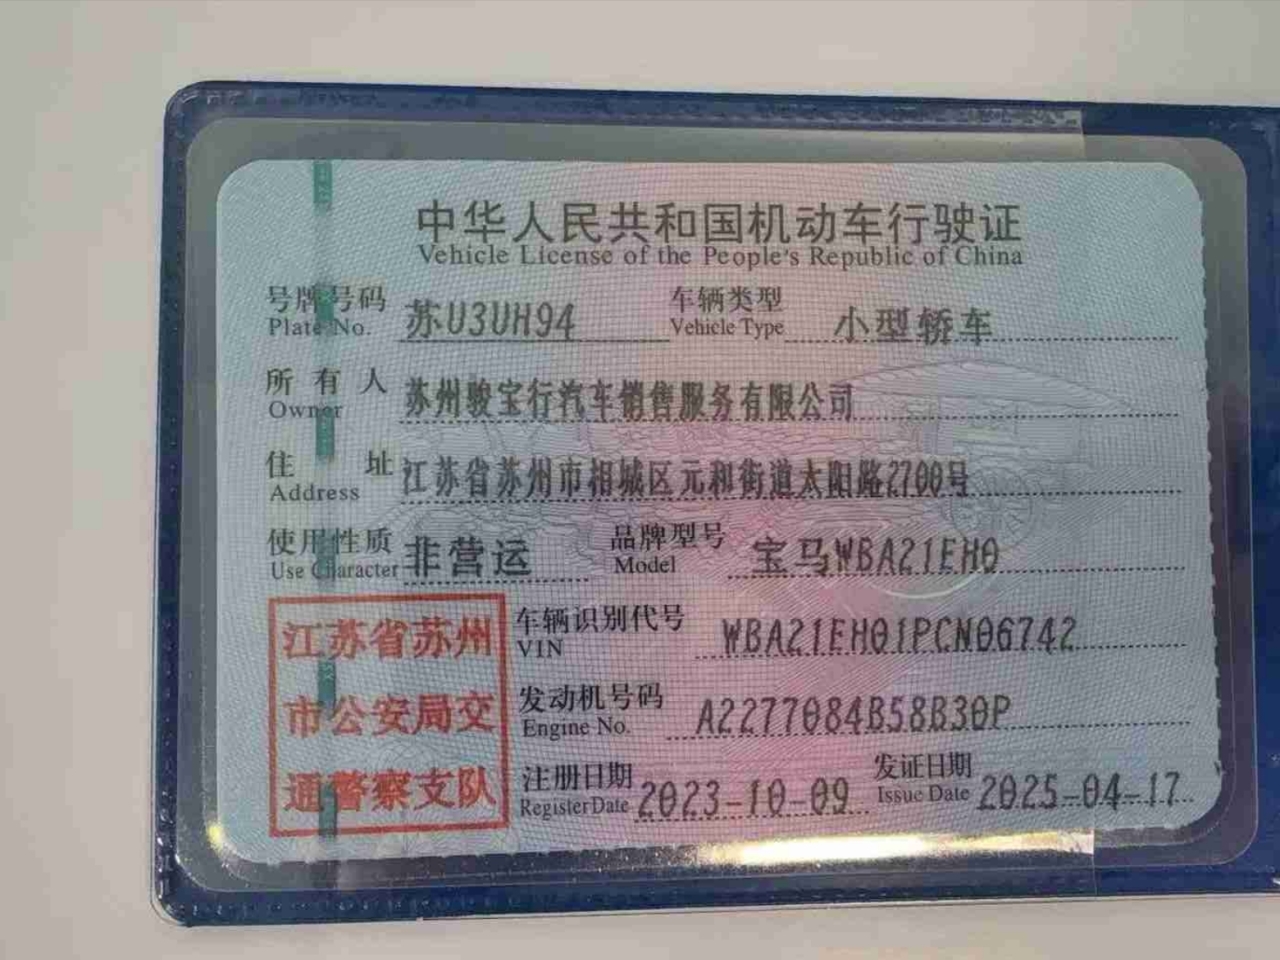 中华人民共和国机动车行驶证
Vehicle License of the People's Republic of China
号牌号码 苏U3UH94 车辆类型 小型轿车
Plate No. Vehicle Type
所有人 苏州骏宝行汽车销售服务有限公司
Owner
住址 江苏省苏州市相城区元和街道太阳路2700号
Address
使用性质 非营运 品牌型号 宝马WBA21EH0
Use Character Model
江苏省苏州
市公安局交
通警察支队
车辆识别代号 WBA21EH01PCN06742
VIN
发动机号码 A2277084B58B30P
Engine No.
注册日期 2023-10-09 发证日期 2025-04-17
Register Date Issue Date